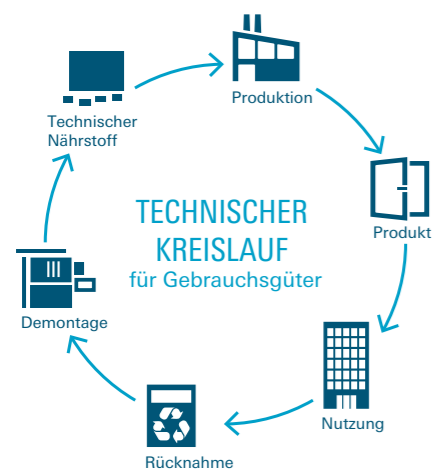 Produktion
Technischer
Nährstoff
TECHNISCHER
KREISLAUF
für Gebrauchsgüter
Produkt
Demontage
Nutzung
Rücknahme